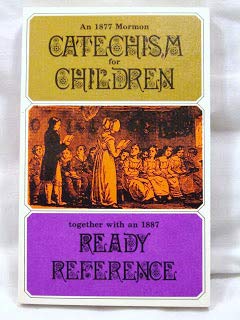 An 1877 Mormon
CATECHISM
for
CHILDREN
together with an 1887
READY
REFERENCE